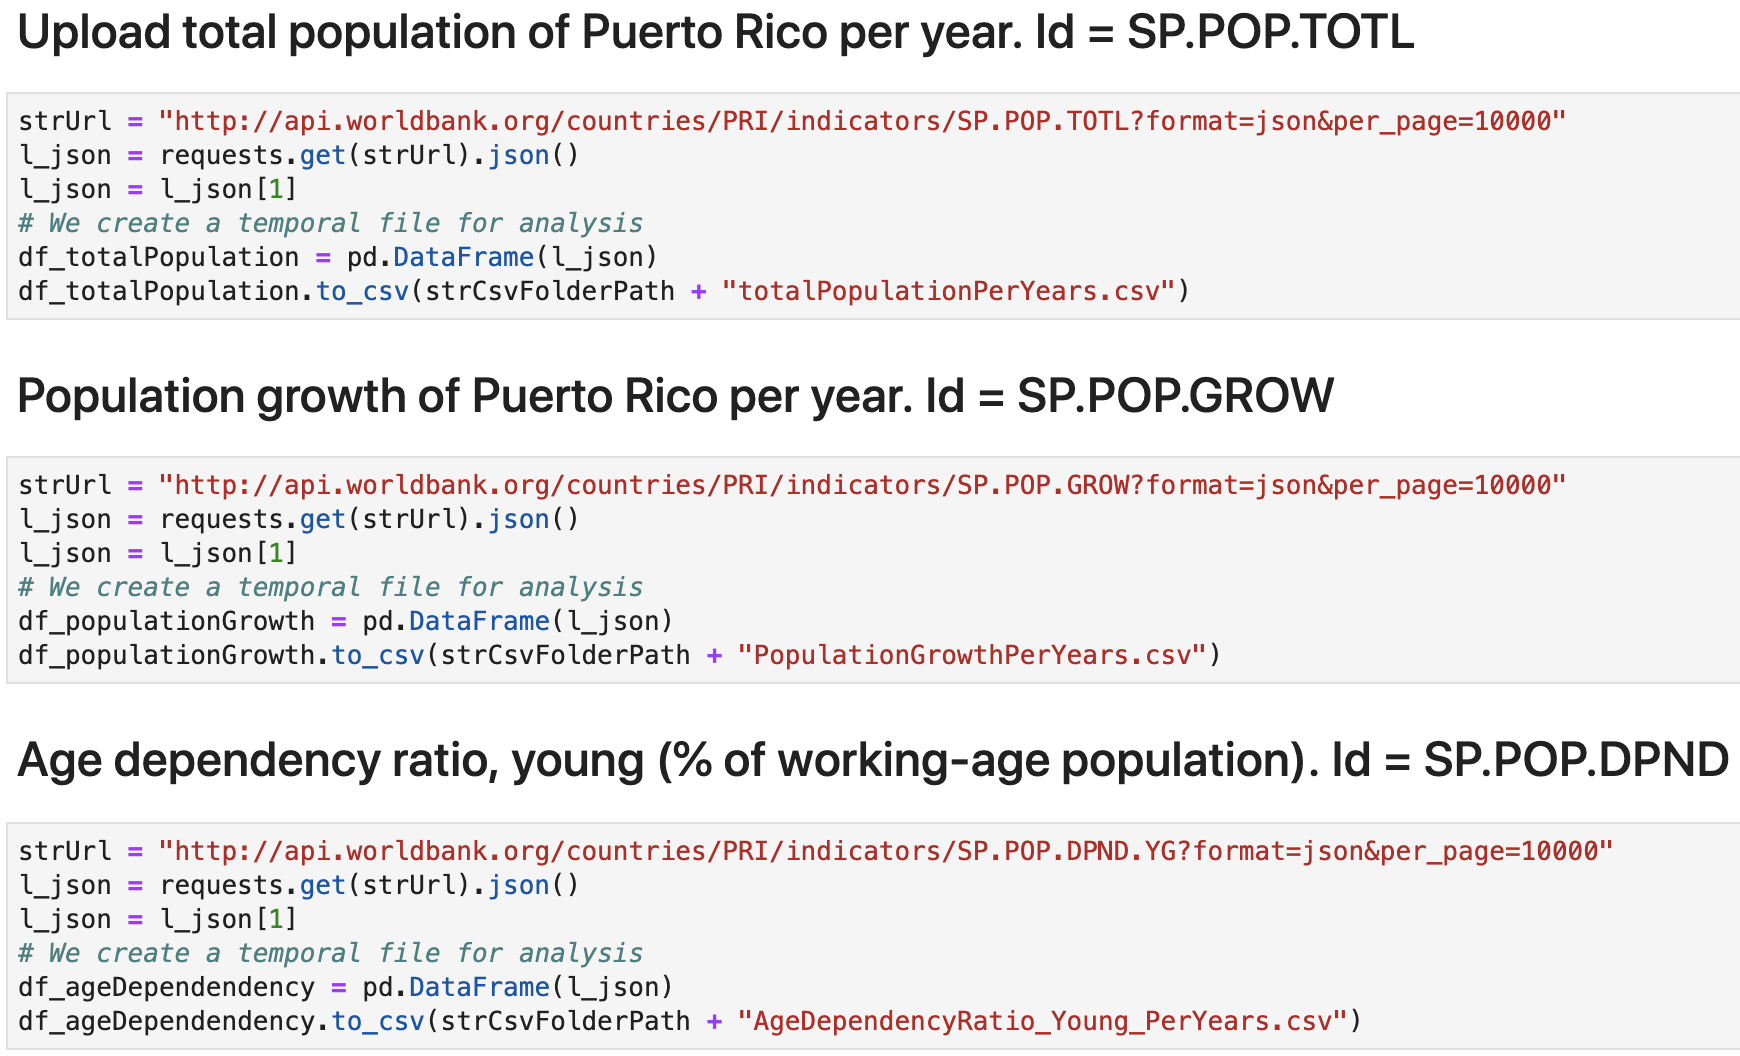 Upload total population of Puerto Rico per year. Id = SP.POP.TOTL
strUrl = "http://api.worldbank.org/countries/PRI/indicators/SP.POP.TOTL?format=json&per_page=10000"
l_json = requests.get(strUrl).json()
l_json = l_json[1]
# We create a temporal file for analysis
df_totalPopulation = pd.DataFrame(l_json)
df_totalPopulation.to_csv(strCsvFolderPath + "totalPopulationPerYears.csv")
Population growth of Puerto Rico per year. Id = SP.POP.GROW
strUrl = "http://api.worldbank.org/countries/PRI/indicators/SP.POP.GROW?format=json&per_page=10000"
l_json = requests.get(strUrl).json()
l_json = l_json[1]
# We create a temporal file for analysis
df_populationGrowth = pd.DataFrame(l_json)
df_populationGrowth.to_csv(strCsvFolderPath + "PopulationGrowthPerYears.csv")
Age dependency ratio, young (% of working-age population). Id = SP.POP.DPND
strUrl = "http://api.worldbank.org/countries/PRI/indicators/SP.POP.DPND.YG?format=json&per_page=10000"
l_json = requests.get(strUrl).json()
l_json = l_json[1]
# We create a temporal file for analysis
df_ageDependendency = pd.DataFrame(l_json)
df_ageDependendency.to_csv(strCsvFolderPath + "AgeDependencyRatio_Young_PerYears.csv")